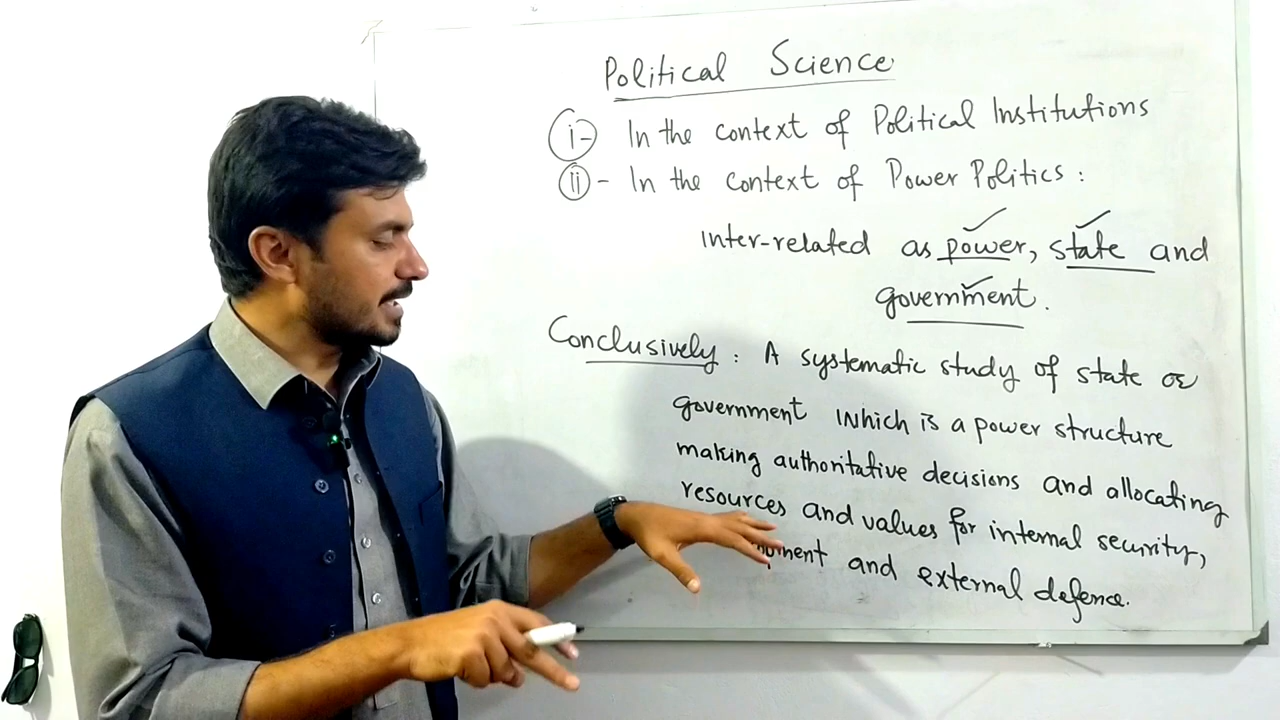 Political Science
i- In the context of Political Institutions
ii - In the context of Power Politics :
Inter-related as power, state and
government.
Conclusively : A systematic study of state or
government which is a power structure
making authoritative decisions and allocating
resources and values for internal security,
and external defence.